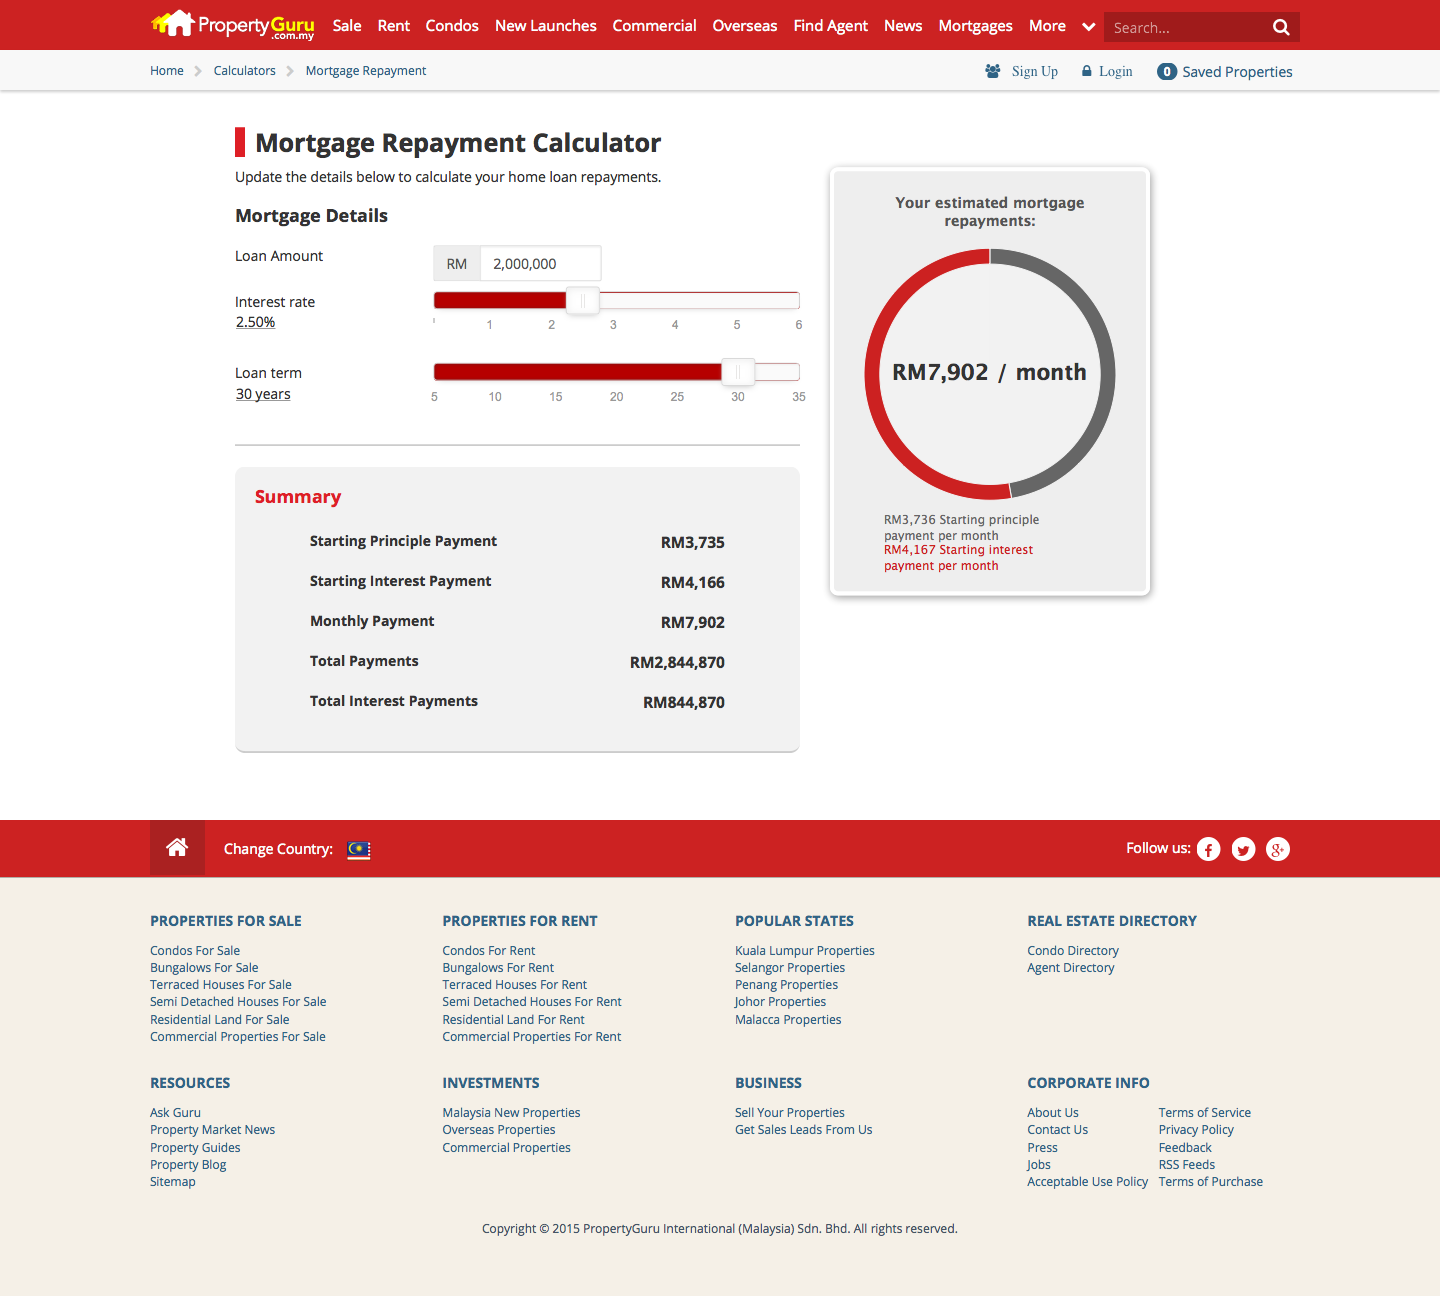 PropertyGuru
.com.my
Sale Rent Condos New Launches Commercial Overseas Find Agent News Mortgages More Search...
Home Calculators Mortgage Repayment Sign Up Login 0 Saved Properties
Mortgage Repayment Calculator
Update the details below to calculate your home loan repayments.
Mortgage Details
Loan Amount RM 2,000,000
Interest rate
2.50%
1 2 3 4 5 6
Loan term
30 years
5 10 15 20 25 30 35
Your estimated mortgage
repayments:
RM7,902 / month
RM3,736 Starting principle
payment per month
RM4,167 Starting interest
payment per month
Summary
Starting Principle Payment RM3,735
Starting Interest Payment RM4,166
Monthly Payment RM7,902
Total Payments RM2,844,870
Total Interest Payments RM844,870
Change Country: Follow us: f g+
PROPERTIES FOR SALE
Condos For Sale
Bungalows For Sale
Terraced Houses For Sale
Semi Detached Houses For Sale
Residential Land For Sale
Commercial Properties For Sale
PROPERTIES FOR RENT
Condos For Rent
Bungalows For Rent
Terraced Houses For Rent
Semi Detached Houses For Rent
Residential Land For Rent
Commercial Properties For Rent
POPULAR STATES
Kuala Lumpur Properties
Selangor Properties
Penang Properties
Johor Properties
Malacca Properties
REAL ESTATE DIRECTORY
Condo Directory
Agent Directory
RESOURCES
Ask Guru
Property Market News
Property Guides
Property Blog
Sitemap
INVESTMENTS
Malaysia New Properties
Overseas Properties
Commercial Properties
BUSINESS
Sell Your Properties
Get Sales Leads From Us
CORPORATE INFO
About Us
Contact Us
Press
Jobs
Acceptable Use Policy
Terms of Service
Privacy Policy
Feedback
RSS Feeds
Terms of Purchase
Copyright © 2015 PropertyGuru International (Malaysia) Sdn. Bhd. All rights reserved.